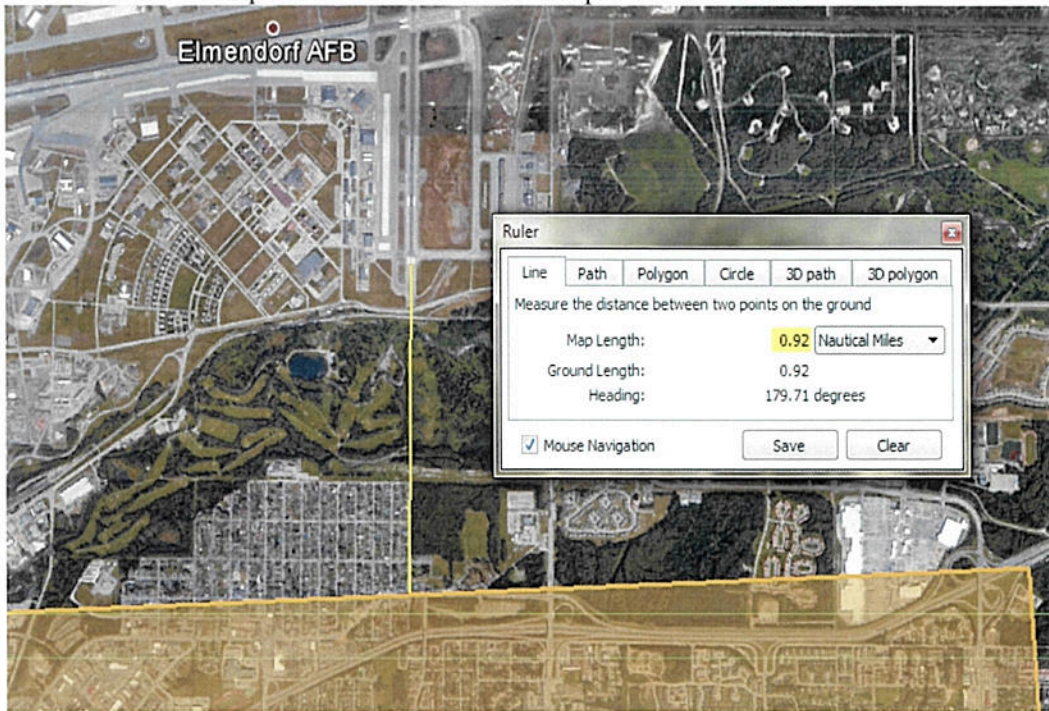 Elmendorf AFB
Ruler
Line
Path
Polygon
Circle
3D path
3D polygon
Measure the distance between two points on the ground
Map Length:
0.92 Nautical Miles
Ground Length:
0.92
Heading:
179.71 degrees
Mouse Navigation
Save
Clear